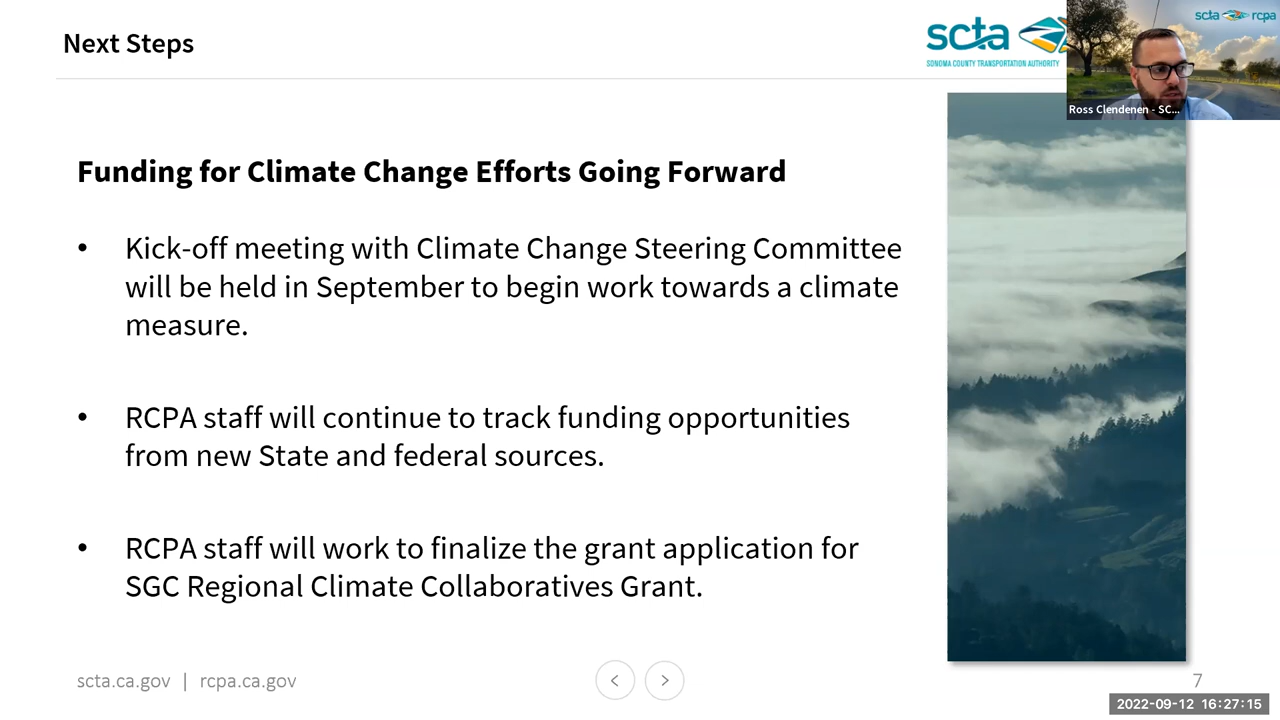 Next Steps
scta
SONOMA COUNTY TRANSPORTATION AUTHORITY
scta rcpa
Ross Clendenen - SC...
Funding for Climate Change Efforts Going Forward
• Kick-off meeting with Climate Change Steering Committee
will be held in September to begin work towards a climate
measure.
• RCPA staff will continue to track funding opportunities
from new State and federal sources.
• RCPA staff will work to finalize the grant application for
SGC Regional Climate Collaboratives Grant.
scta.ca.gov | rcpa.ca.gov
7
2022-09-12 16:27:15